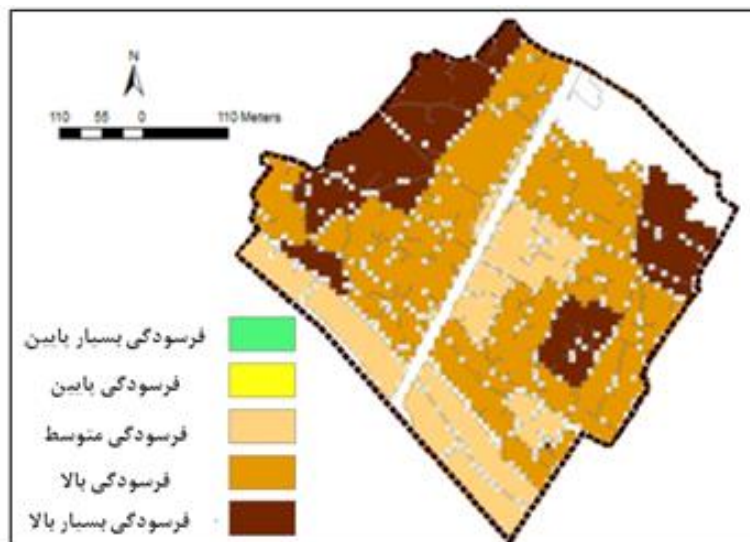 N
110 55 0 110 Meters
فرسودگی بسیار پایین
فرسودگی پایین
فرسودگی متوسط
فرسودگی بالا
فرسودگی بسیار بالا